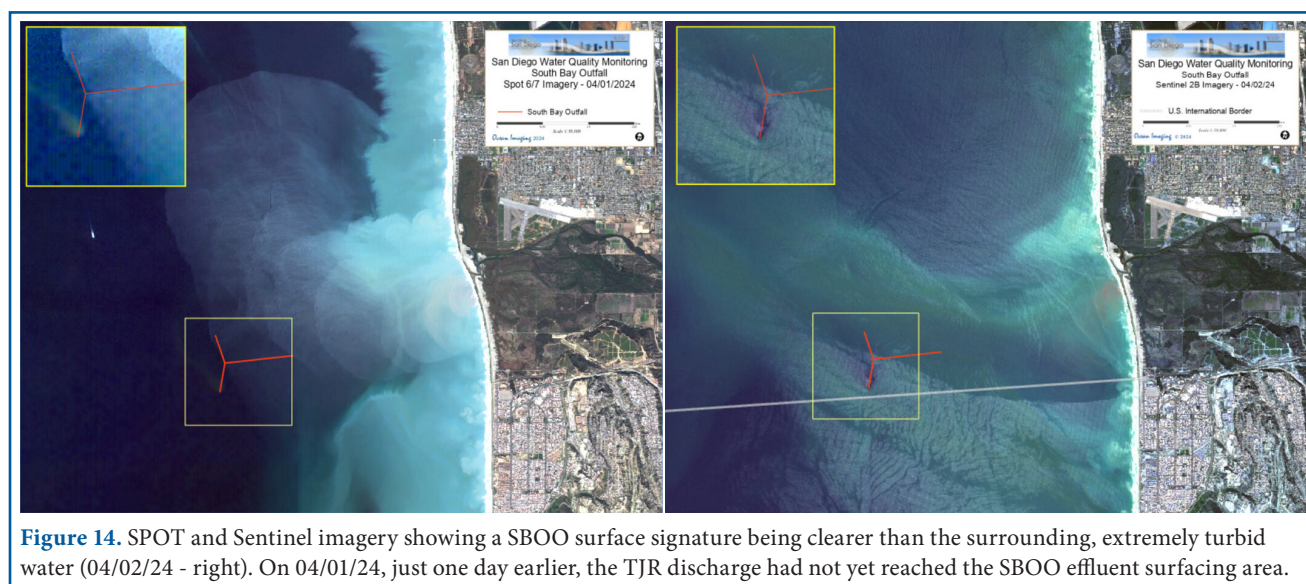 San Diego
San Diego Water Quality Monitoring
South Bay Outfall
Spot 6/7 Imagery - 04/01/2024
South Bay Outfall
Ocean Imaging 2024
San Diego
San Diego Water Quality Monitoring
South Bay Outfall
Sentinel 2B Imagery - 04/02/24
U.S. International Border
Ocean Imaging © 2024
Figure 14. SPOT and Sentinel imagery showing a SBOO surface signature being clearer than the surrounding, extremely turbid
water (04/02/24 - right). On 04/01/24, just one day earlier, the TJR discharge had not yet reached the SBOO effluent surfacing area.